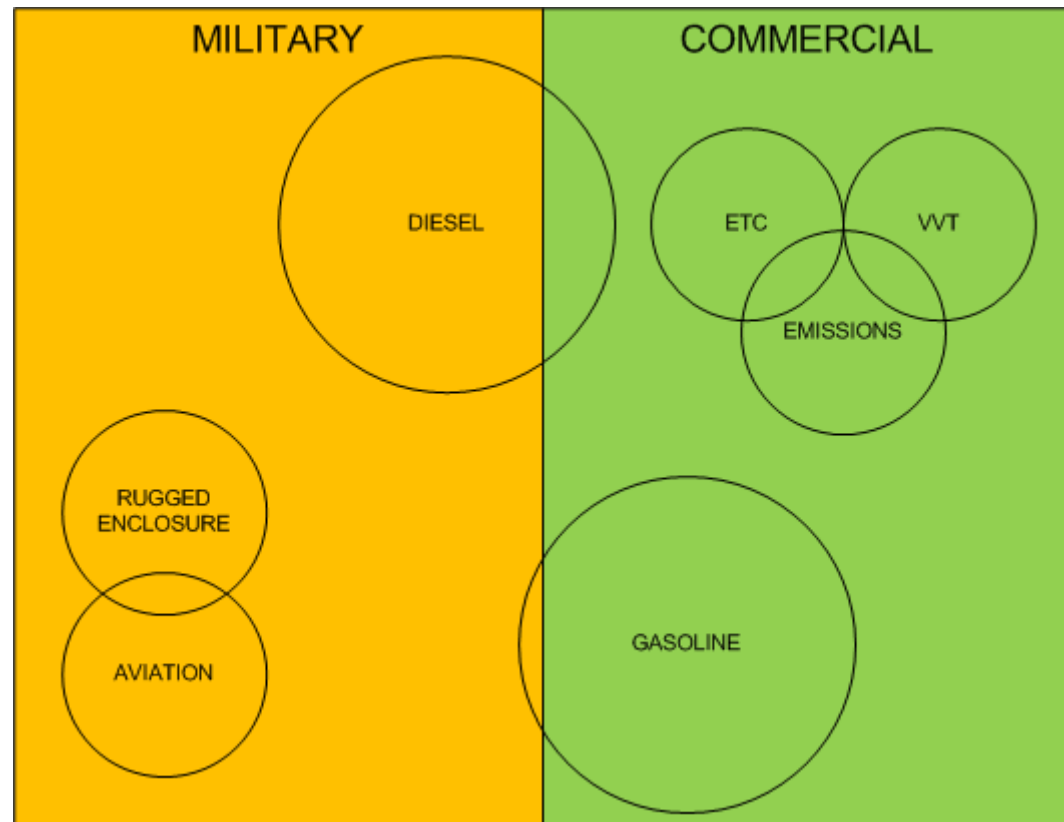 MILITARY
COMMERCIAL
DIESEL
ETC
VVT
EMISSIONS
RUGGED
ENCLOSURE
GASOLINE
AVIATION